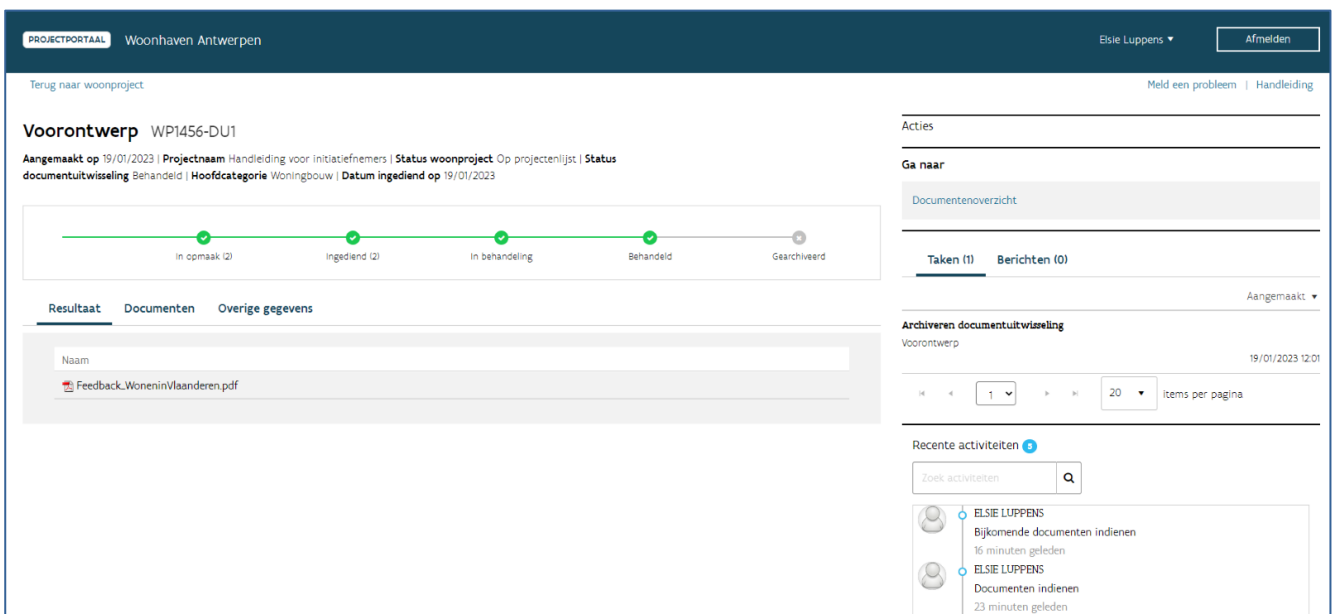 PROJECTPORTAAL Woonhaven Antwerpen
Elsie Luppens
Afmelden
Terug naar woonproject
Meld een probleem | Handleiding
Voorontwerp WP1456-DU1
Aangemaakt op 19/01/2023 | Projectnaam Handleiding voor initiatiefnemers | Status woonproject Op projectenlijst | Status
documentuitwisseling Behandeld | Hoofdcategorie Woningbouw | Datum ingediend op 19/01/2023
In opmaak (2) Ingediend (2) In behandeling Behandeld Gearchiveerd
Resultaat Documenten Overige gegevens
Naam
Feedback_WoneninVlaanderen.pdf
Acties
Ga naar
Documentenoverzicht
Taken (1) Berichten (0)
Aangemaakt
Archiveren documentuitwisseling
Voorontwerp
19/01/2023 12:01
1 20 items per pagina
Recente activiteiten 5
Zoek activiteiten
ELSIE LUPPENS
Bijkomende documenten indienen
16 minuten geleden
ELSIE LUPPENS
Documenten indienen
23 minuten geleden